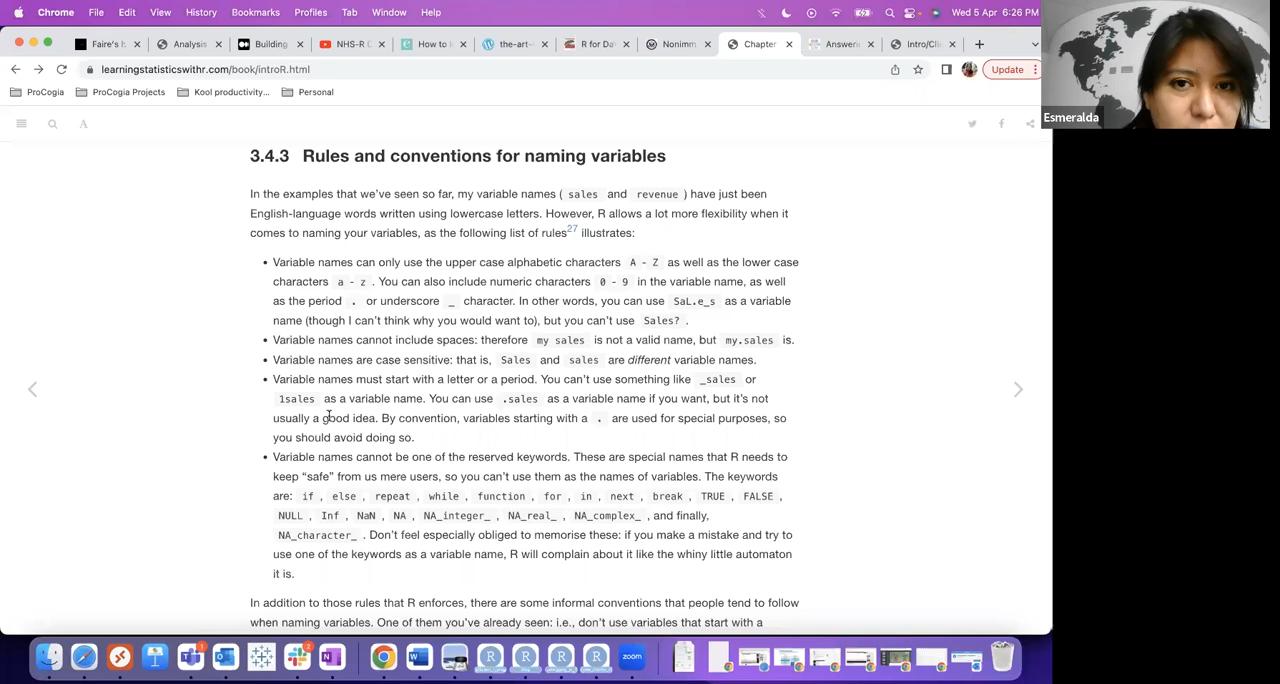 Chrome File Edit View History Bookmarks Profiles Tab Window Help Wed 5 Apr 6:26 PM
Faire's Analysis Building NHS-R How to the-art- R for Da Nonimm Chapter Answeri Intro/Cli
learningstatisticswithr.com/book/introR.html Update
ProCogia ProCogia Projects Kool productivity... Personal
Esmeralda
A
3.4.3 Rules and conventions for naming variables
In the examples that we've seen so far, my variable names ( sales and revenue ) have just been
English-language words written using lowercase letters. However, R allows a lot more flexibility when it
comes to naming your variables, as the following list of rules27 illustrates:
• Variable names can only use the upper case alphabetic characters A - Z as well as the lower case
characters a - z . You can also include numeric characters 0 - 9 in the variable name, as well
as the period . or underscore _ character. In other words, you can use SaL.e_s as a variable
name (though I can't think why you would want to), but you can't use Sales? .
• Variable names cannot include spaces: therefore my sales is not a valid name, but my.sales is.
• Variable names are case sensitive: that is, Sales and sales are different variable names.
• Variable names must start with a letter or a period. You can't use something like _sales or
1sales as a variable name. You can use .sales as a variable name if you want, but it's not
usually a good idea. By convention, variables starting with a . are used for special purposes, so
you should avoid doing so.
• Variable names cannot be one of the reserved keywords. These are special names that R needs to
keep “safe” from us mere users, so you can't use them as the names of variables. The keywords
are: if , else , repeat , while , function , for , in , next , break , TRUE , FALSE ,
NULL , Inf , NaN , NA , NA_integer_ , NA_real_ , NA_complex_ , and finally,
NA_character_ . Don't feel especially obliged to memorise these: if you make a mistake and try to
use one of the keywords as a variable name, R will complain about it like the whiny little automaton
it is.
In addition to those rules that R enforces, there are some informal conventions that people tend to follow
when naming variables. One of them you've already seen: i.e., don't use variables that start with a
zoom